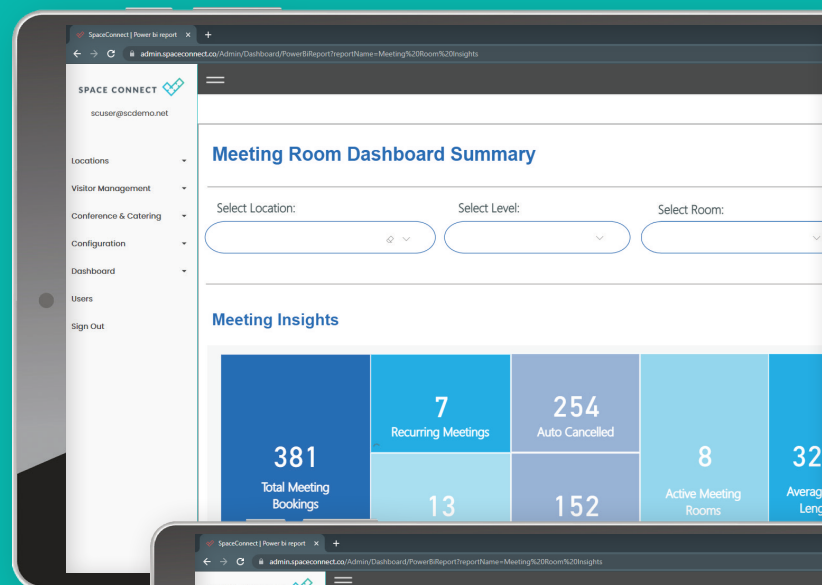 SpaceConnect | Power bi report
admin.spaceconnect.co/Admin/Dashboard/PowerBiReport?reportName=Meeting%20Room%20Insights
SPACE CONNECT
scuser@scdemo.net
Locations
Visitor Management
Conference & Catering
Configuration
Dashboard
Users
Sign Out
Meeting Room Dashboard Summary
Select Location:
Select Level:
Select Room:
Meeting Insights
381
Total Meeting
Bookings
7
Recurring Meetings
13
254
Auto Cancelled
152
8
Active Meeting
Rooms
32
SpaceConnect | Power bi report
admin.spaceconnect.co/Admin/Dashboard/PowerBiReport?reportName=Meeting%20Room%20Insights